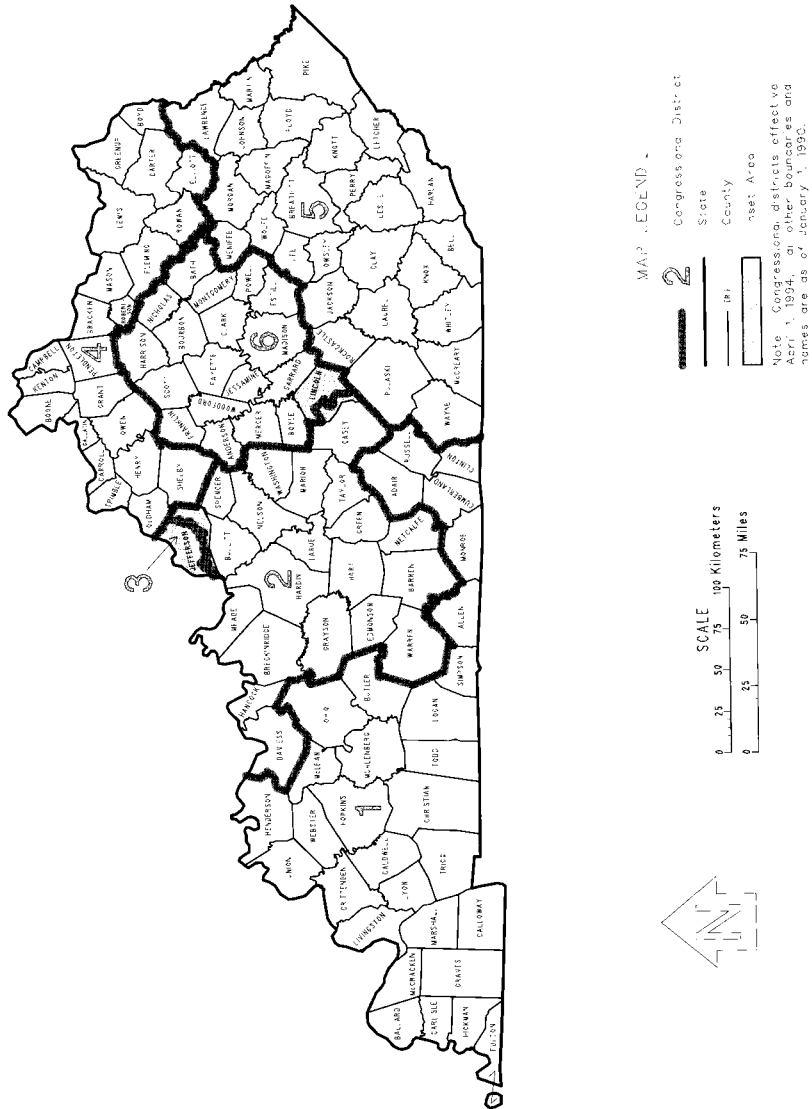 BOONE
KENTON
CAMPBELL
4
PENDLETON
GRANT
BRACKEN
MASON
LEWIS
GREENUP
BOYD
CARTER
CARROLL
TRIMBLE
OWEN
HENRY
OLDHAM
SHELBY
FLEMING
ROWAN
ELLIOTT
LAWRENCE
HARRISON
NICHOLAS
BATH
SCOTT
BOURBON
MONTGOMERY
MENIFEE
MORGAN
JOHNSON
MARTIN
FRANKLIN
FAYETTE
CLARK
WOODFORD
JESSAMINE
MADISON
6
ANDERSON
MERCER
GARRARD
BOYLE
LINCOLN
WOLFE
MAGOFFIN
FLOYD
PIKE
BREATHITT
5
KNOTT
OWSLEY
PERRY
LETCHER
JACKSON
LESLIE
CLAY
HARLAN
ROCKCASTLE
LAUREL
KNOX
BELL
PULASKI
WHITLEY
WAYNE
McCREARY
3
JEFFERSON
SPENCER
NELSON
WASHINGTON
MARION
CASEY
2
HARDIN
LARUE
TAYLOR
GREEN
ADAIR
MEADE
BRECKINRIDGE
GRAYSON
HART
EDMONSON
METCALFE
BARREN
WARREN
CLINTON
CUMBERLAND
MONROE
ALLEN
HANCOCK
DAVIESS
OHIO
BUTLER
SIMPSON
McLEAN
MUHLENBERG
LOGAN
HENDERSON
WEBSTER
HOPKINS
1
TODD
CHRISTIAN
UNION
CRITTENDEN
CALDWELL
LYON
TRIGG
LIVINGSTON
MARSHALL
CALLOWAY
McCRACKEN
GRAVES
BALLARD
CARLISLE
HICKMAN
FULTON
N
SCALE
0 25 50 75 100 Kilometers
0 25 50 75 Miles
MAP LEGEND -
2 Congressional District
State
County
Inset Area
Note Congressional districts effective
April 1, 1994, all other boundaries and
names are as of January 1, 1990.